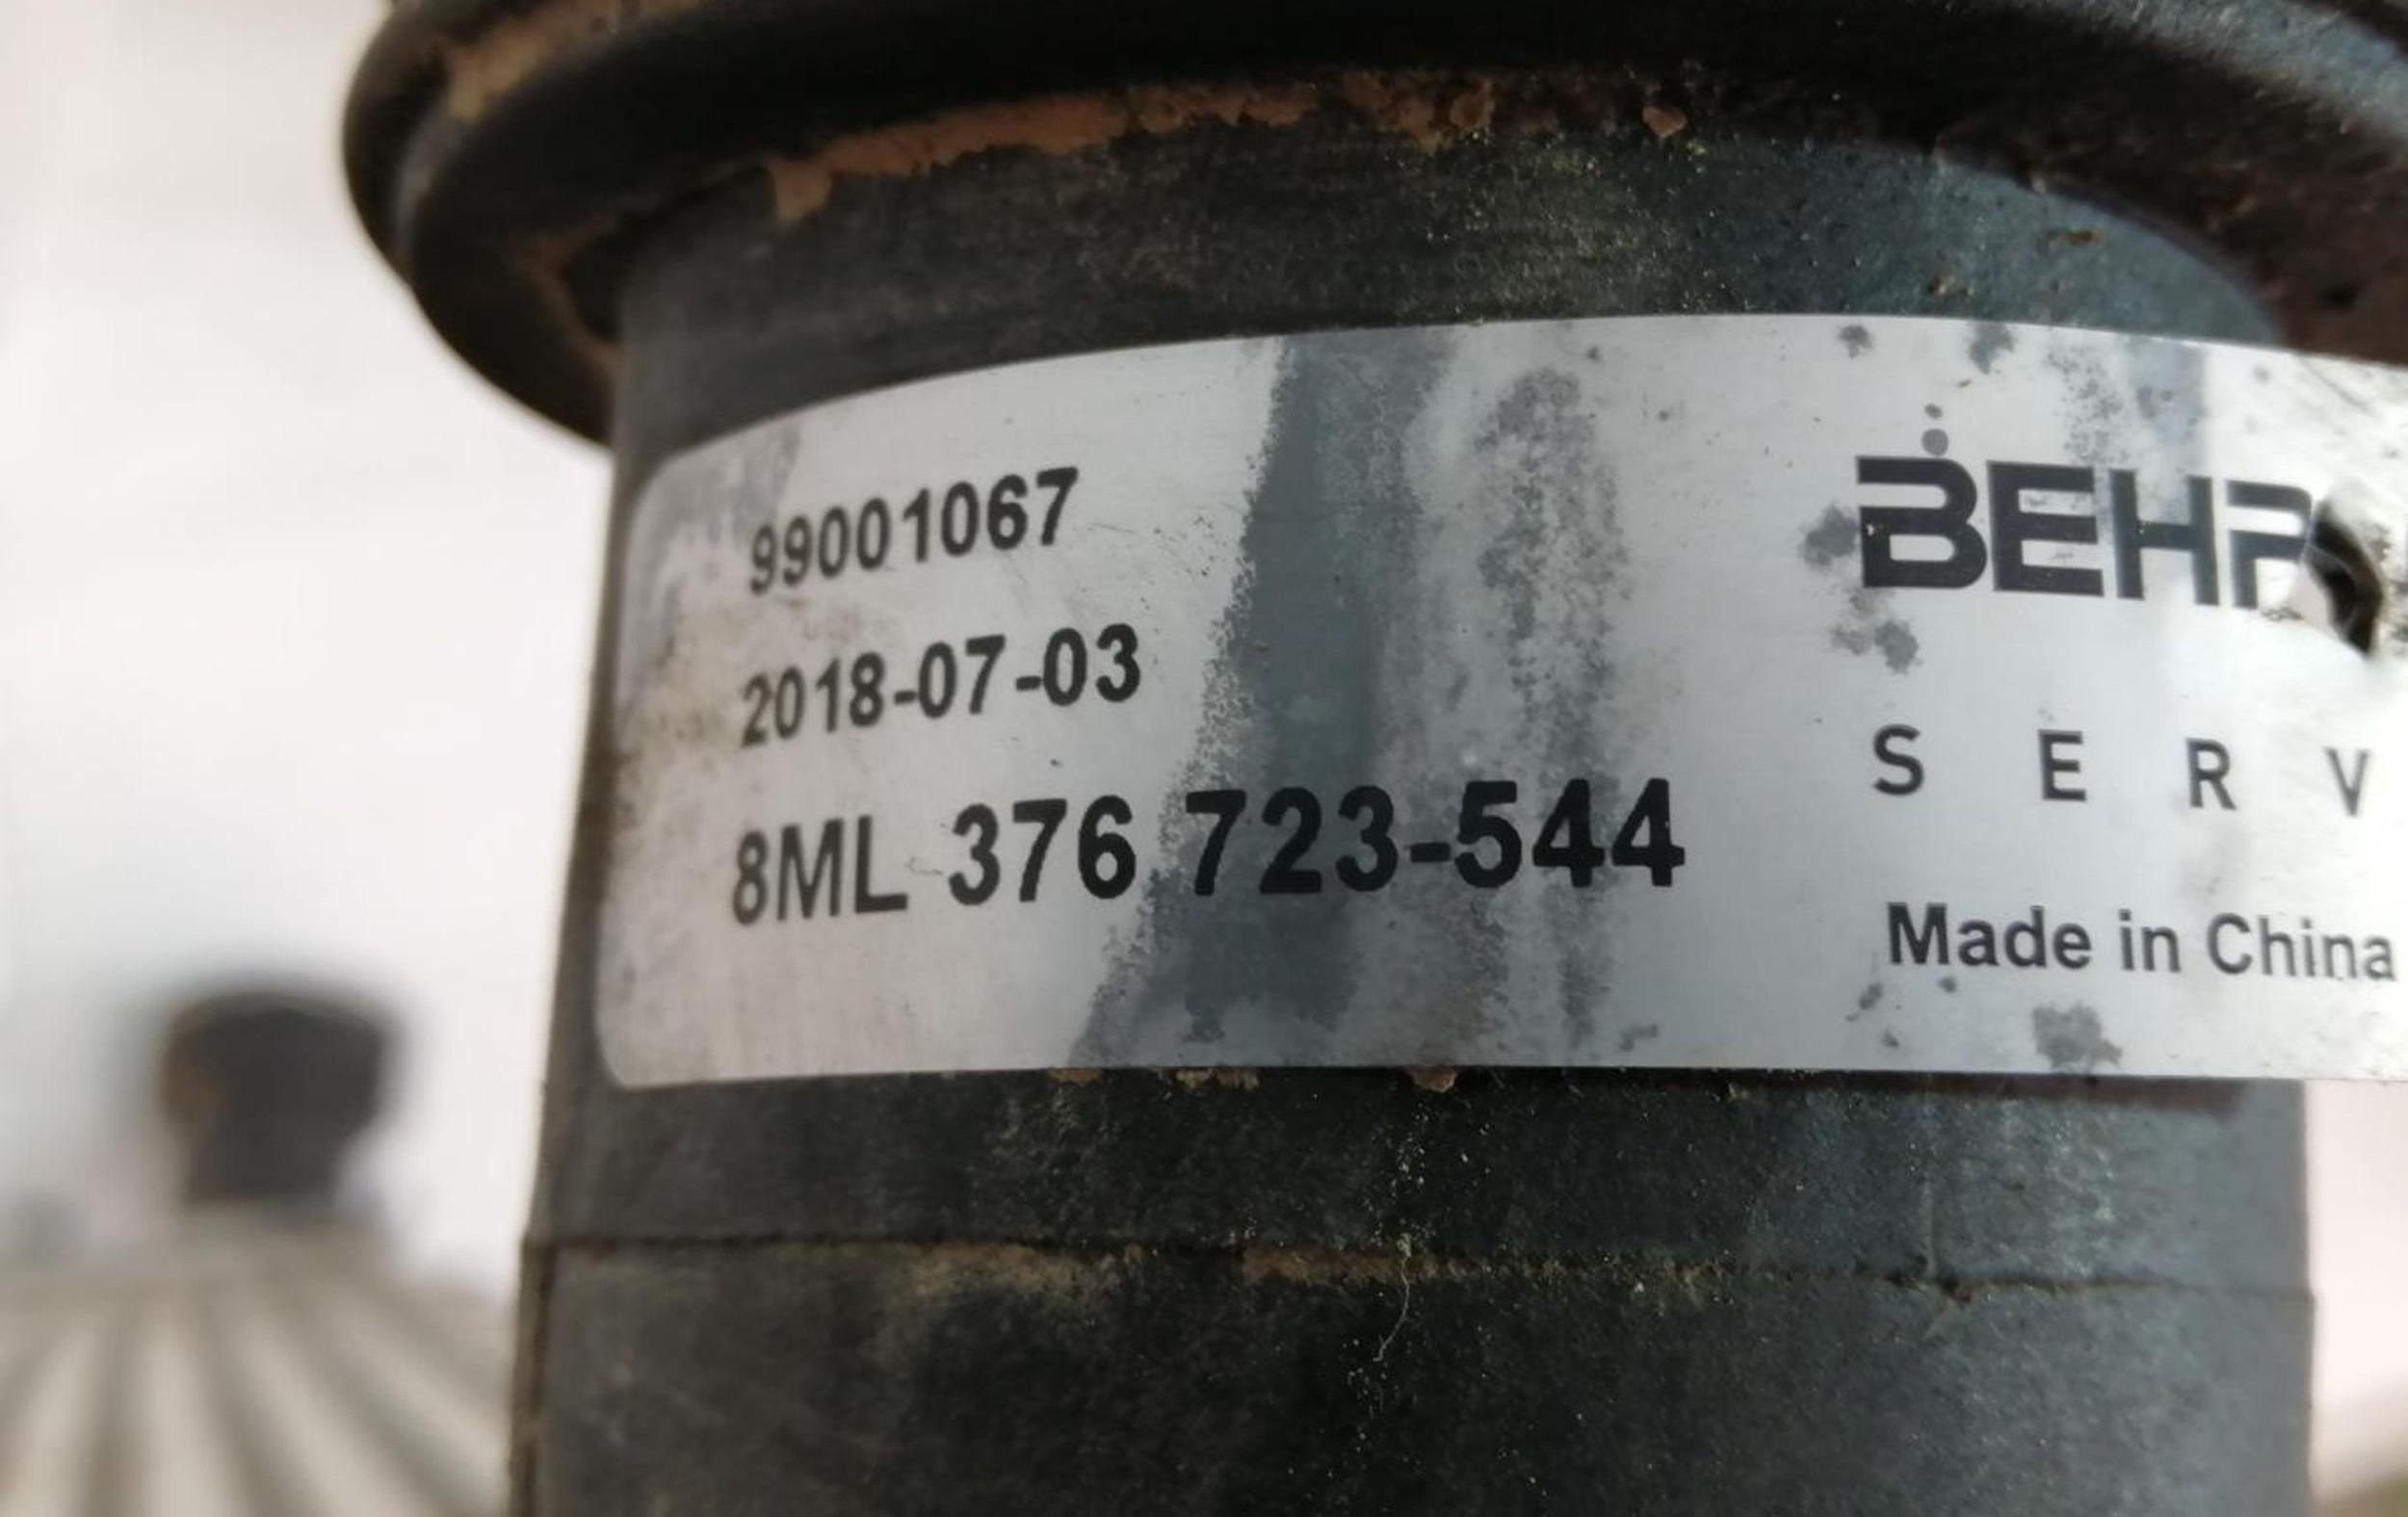 99001067
2018-07-03
8ML 376 723-544
BEHR
S E R V
Made in China